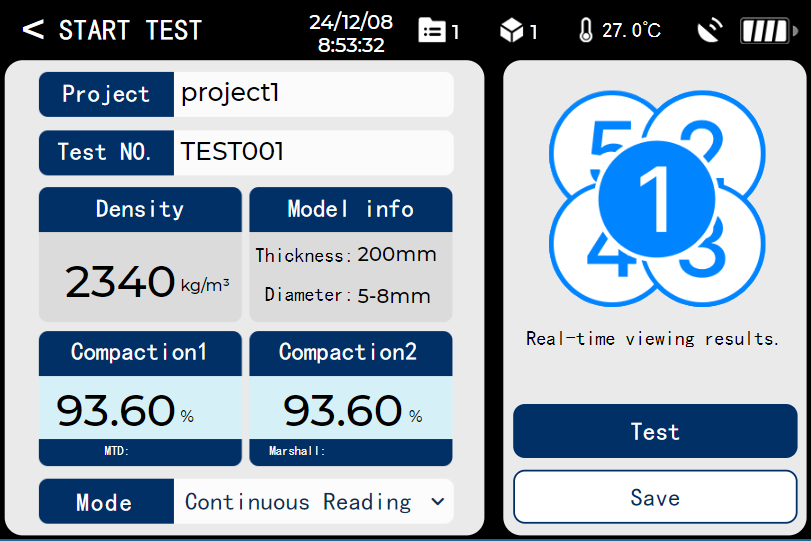 < START TEST
24/12/08
8:53:32
1
1
27.0℃
Project
project1
Test NO.
TEST001
Density
2340 kg/m³
Model info
Thickness: 200mm
Diameter: 5-8mm
Compaction1
93.60 %
MTD:
Compaction2
93.60 %
Marshall:
Mode
Continuous Reading
5
2
1
4
3
Real-time viewing results.
Test
Save